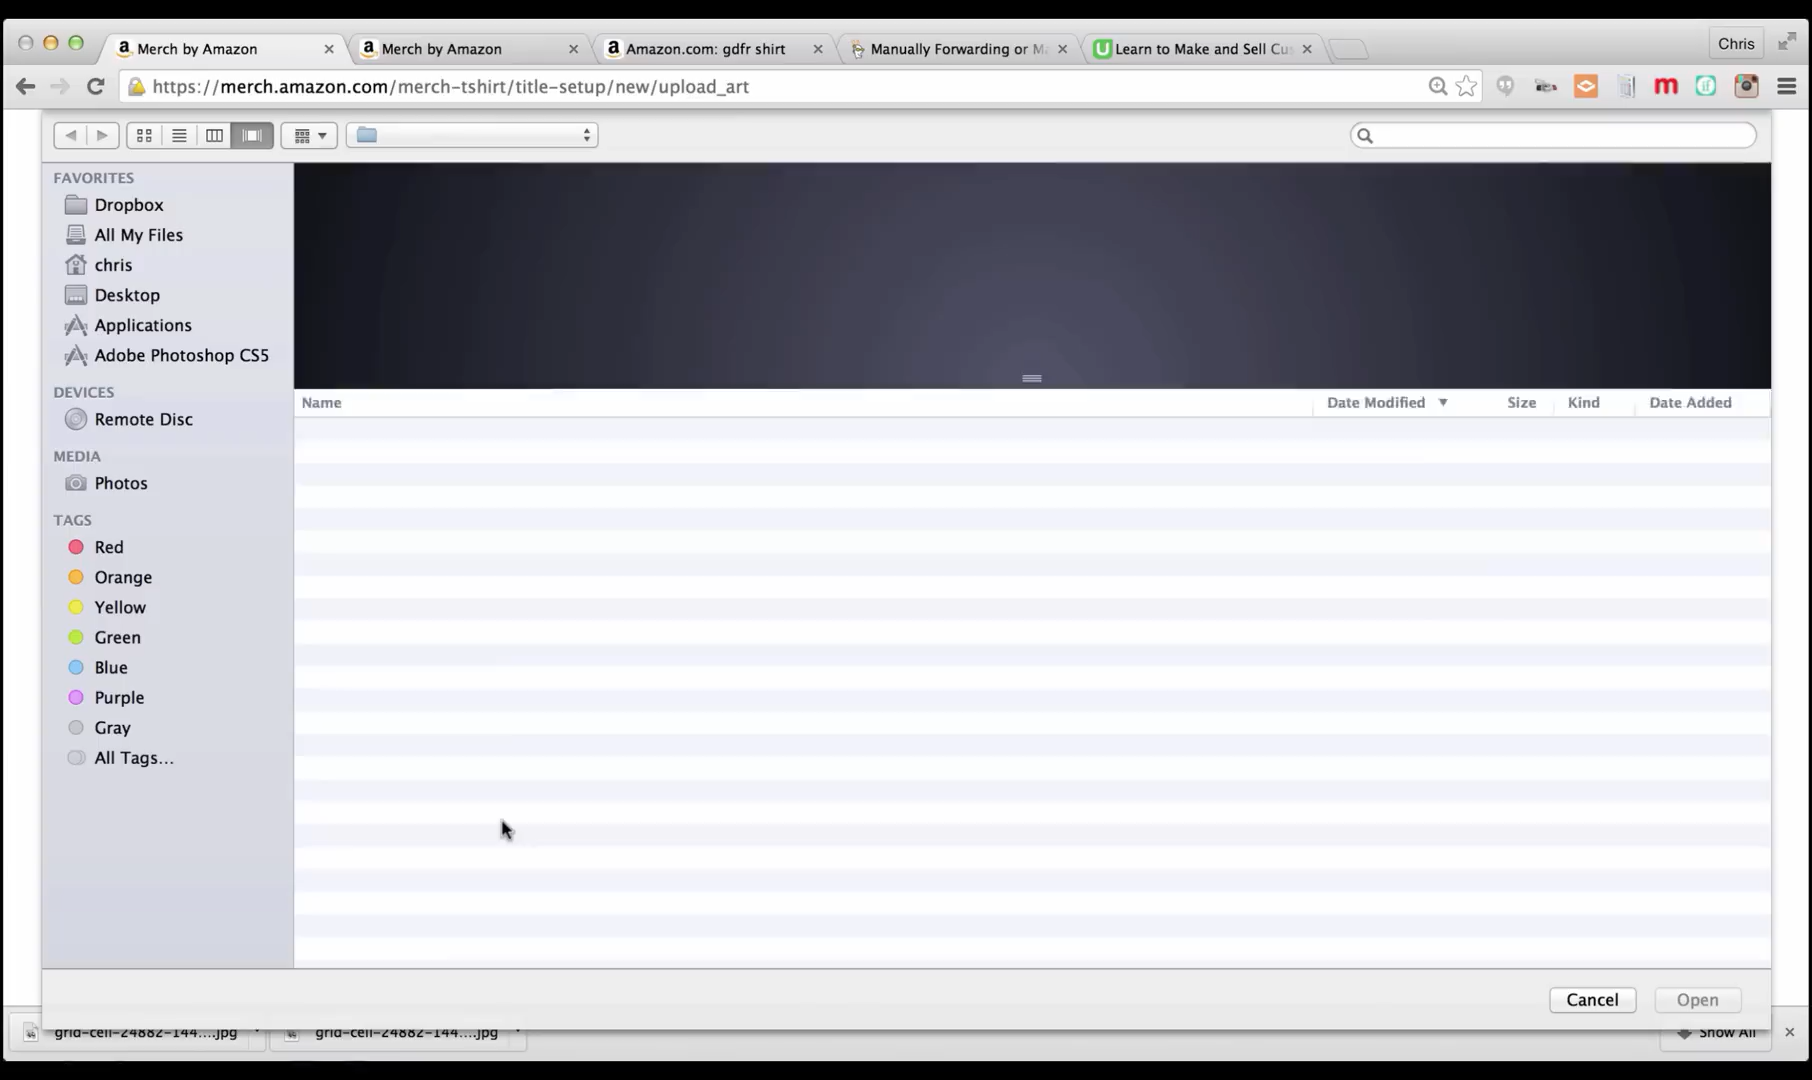 Merch by Amazon
Merch by Amazon
Amazon.com: gdfr shirt
Manually Forwarding or Ma
Learn to Make and Sell Cus
Chris
https://merch.amazon.com/merch-tshirt/title-setup/new/upload_art
FAVORITES
Dropbox
All My Files
chris
Desktop
Applications
Adobe Photoshop CS5
DEVICES
Remote Disc
MEDIA
Photos
TAGS
Red
Orange
Yellow
Green
Blue
Purple
Gray
All Tags...
Name
Date Modified
Size
Kind
Date Added
Cancel
Open
grid-cell-24882-144....jpg
grid-cell-24882-144....jpg
Show All